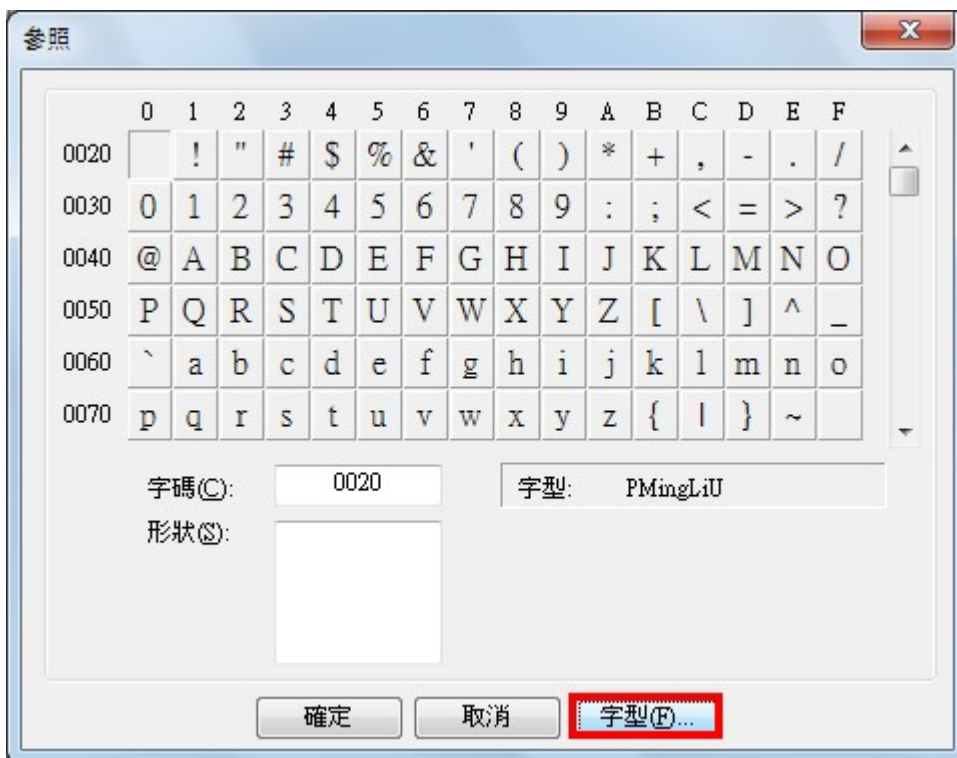 參照
0 1 2 3 4 5 6 7 8 9 A B C D E F
0020 ! " # $ % & ' ( ) * + , - . /
0030 0 1 2 3 4 5 6 7 8 9 : ; < = > ?
0040 @ A B C D E F G H I J K L M N O
0050 P Q R S T U V W X Y Z [ \ ] ^ _
0060 ` a b c d e f g h i j k l m n o
0070 p q r s t u v w x y z { | } ~
字碼(C): 0020 字型: PMingLiU
形狀(S):
確定 取消 字型(F)...